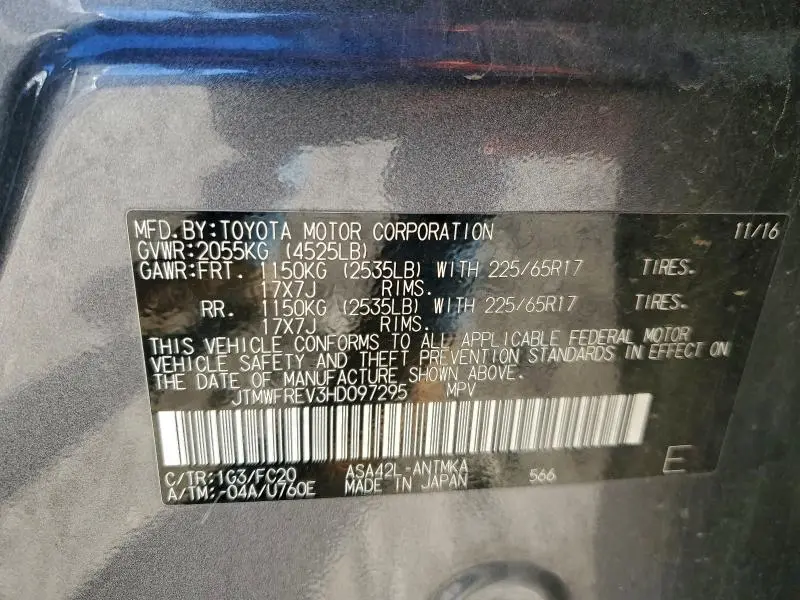 MFD. BY: TOYOTA MOTOR CORPORATION 11/16
GVWR: 2055KG (4525LB)
GAWR: FRT. 1150KG (2535LB) WITH 225/65R17 TIRES.
17X7J RIMS.
RR. 1150KG (2535LB) WITH 225/65R17 TIRES.
17X7J RIMS.
THIS VEHICLE CONFORMS TO ALL APPLICABLE FEDERAL MOTOR
VEHICLE SAFETY AND THEFT PREVENTION STANDARDS IN EFFECT ON
THE DATE OF MANUFACTURE SHOWN ABOVE.
JTMWFREV3HD097295 MPV
C/TR: 1G3/FC20 ASA42L-ANTMKA 566 E
A/TM: -04A/U760E MADE IN JAPAN